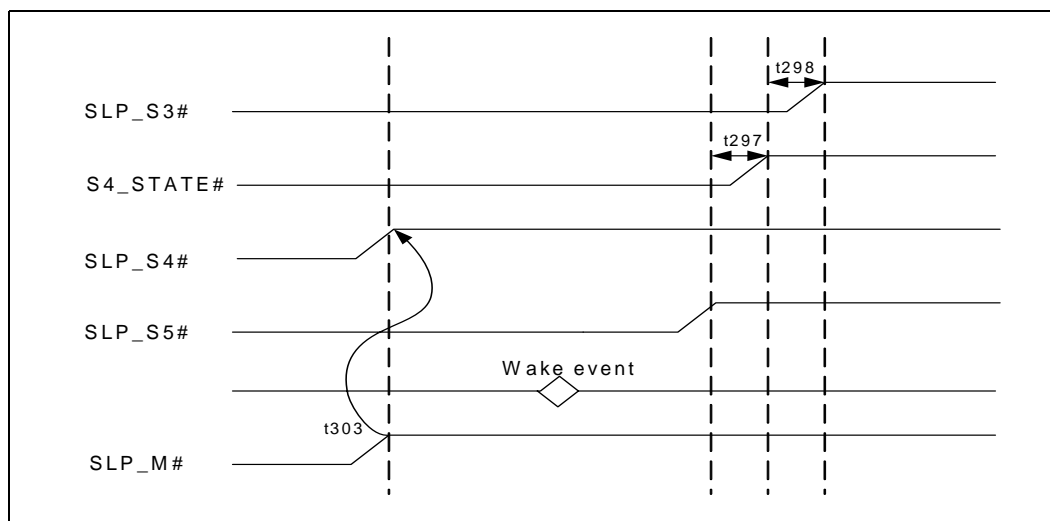 t298
SLP_S3#
t297
S4_STATE#
SLP_S4#
SLP_S5#
Wake event
t303
SLP_M#